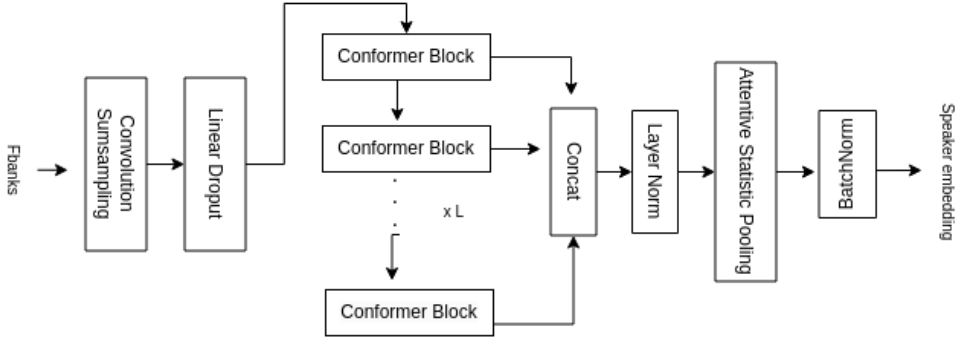 Fbanks
Convolution
Sumsampling
Linear Droput
Conformer Block
Conformer Block
x L
Conformer Block
Concat
Layer Norm
Attentive Statistic Pooling
BatchNorm
Speaker embedding